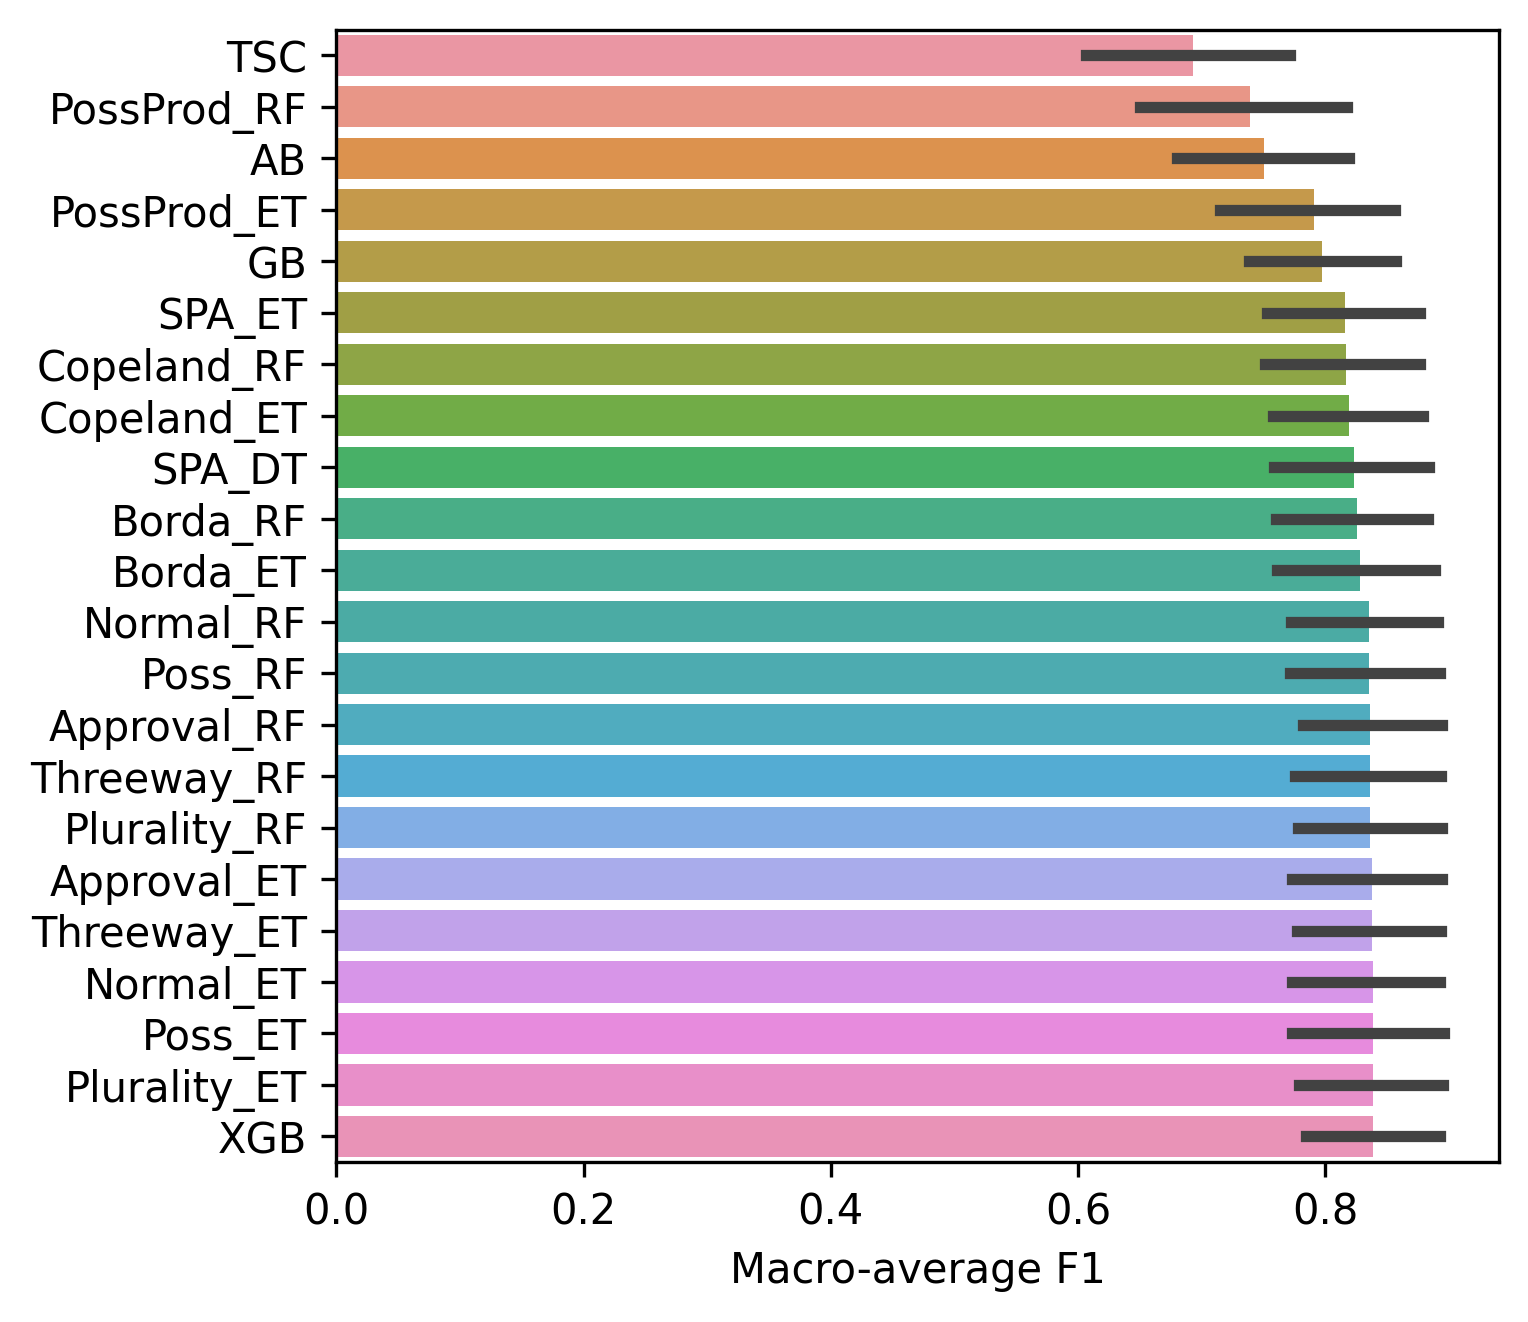 TSC
PossProd_RF
AB
PossProd_ET
GB
SPA_ET
Copeland_RF
Copeland_ET
SPA_DT
Borda_RF
Borda_ET
Normal_RF
Poss_RF
Approval_RF
Threeway_RF
Plurality_RF
Approval_ET
Threeway_ET
Normal_ET
Poss_ET
Plurality_ET
XGB
0.0 0.2 0.4 0.6 0.8
Macro-average F1